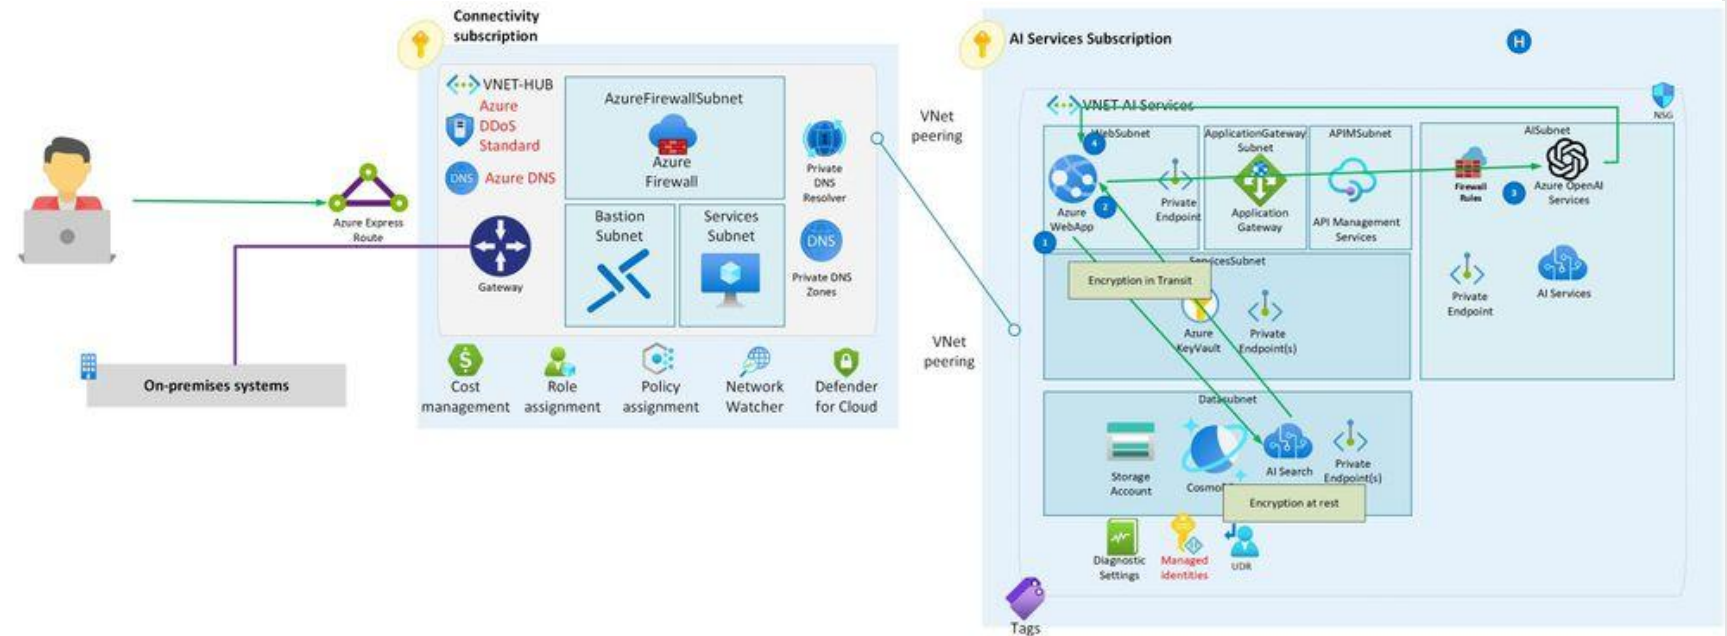 Connectivity
subscription
VNET-HUB
Azure
DDoS
Standard
DNS
Azure DNS
Gateway
AzureFirewallSubnet
Azure
Firewall
Bastion
Subnet
Services
Subnet
Private
DNS
Resolver
DNS
Private DNS
Zones
Cost
management
Role
assignment
Policy
assignment
Network
Watcher
Defender
for Cloud
Azure Express
Route
On-premises systems
VNet
peering
VNet
peering
AI Services Subscription
H
NSG
VNET AI Services
WebSubnet
4
2
1
Azure
WebApp
Private
Endpoint
ApplicationGateway
Subnet
Application
Gateway
APIMSubnet
API Management
Services
AISubnet
Firewall
Rules
3
Azure OpenAI
Services
Private
Endpoint
AI Services
ServicesSubnet
Encryption in Transit
Azure
KeyVault
Private
Endpoint(s)
Datasubnet
Storage
Account
AI Search
Private
Endpoint(s)
Encryption at rest
Diagnostic
Settings
Managed
identities
UDR
Tags